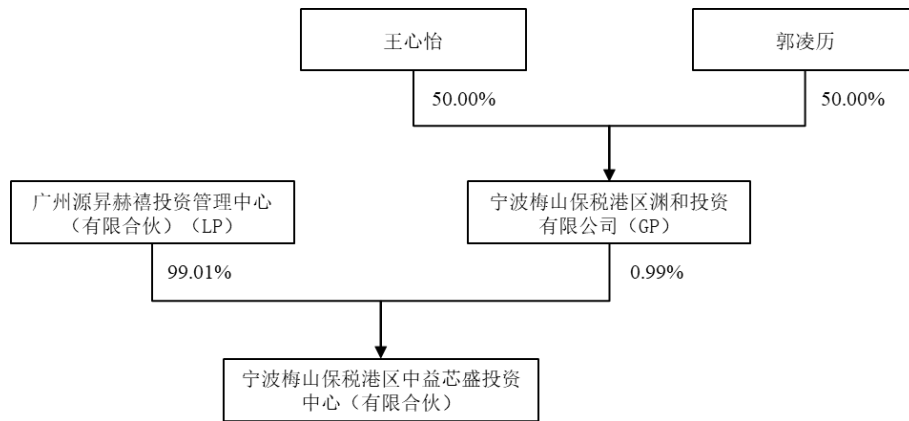 王心怡
郭凌历
50.00%
50.00%
广州源昇赫禧投资管理中心
（有限合伙）（LP）
宁波梅山保税港区渊和投资
有限公司（GP）
99.01%
0.99%
宁波梅山保税港区中益芯盛投资
中心（有限合伙）